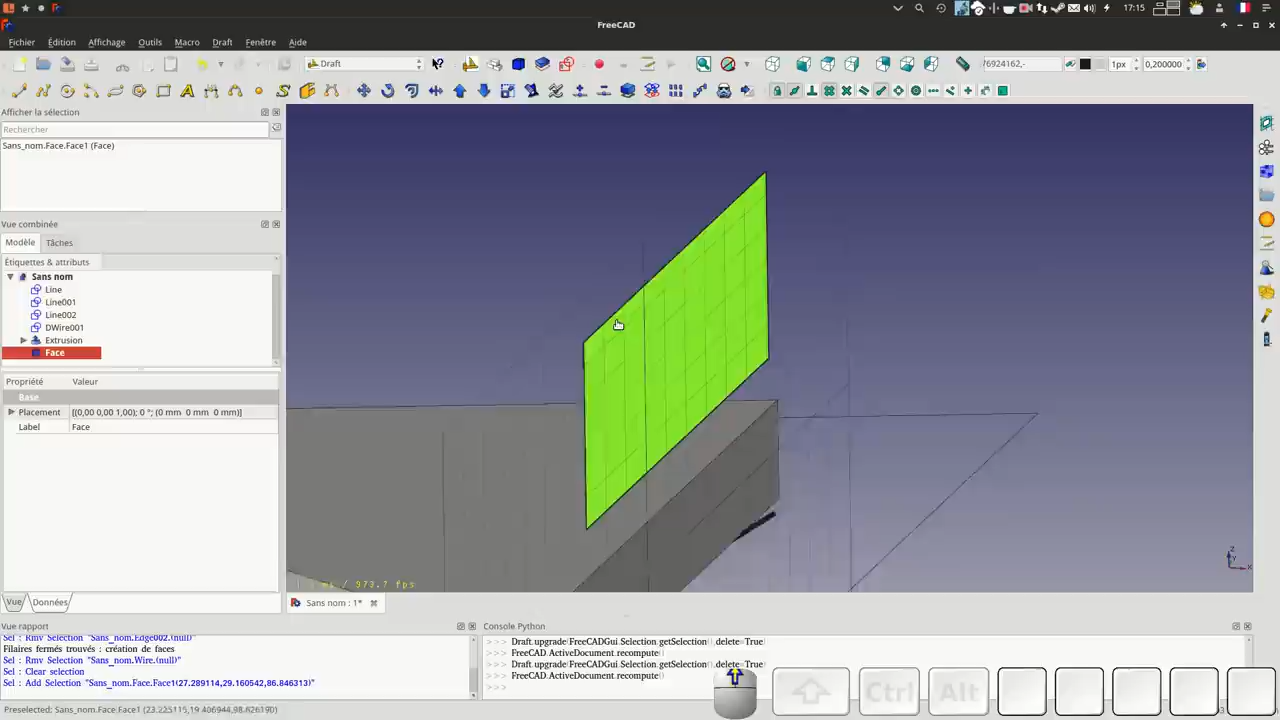 17:15
FreeCAD
Fichier Édition Affichage Outils Macro Draft Fenêtre Aide
Draft
76924162,-
1px
0,200000
Afficher la sélection
Rechercher
Sans_nom.Face.Face1 (Face)
Vue combinée
Modèle Tâches
Étiquettes & attributs
Sans nom
Line
Line001
Line002
DWire001
Extrusion
Face
Propriété Valeur
Base
Placement [(0,00 0,00 1,00); 0 °; (0 mm 0 mm 0 mm)]
Label Face
/ 973.7 fps
Z
Y
X
Vue Données
Sans nom : 1*
Vue rapport
Sel : Rmv Selection "Sans_nom.Edge002.(null)"
Filaires fermés trouvés : création de faces
Sel : Rmv Selection "Sans_nom.Wire.(null)"
Sel : Clear selection
Sel : Add Selection "Sans_nom.Face.Face1(27.289114,29.160542,86.846313)"
Console Python
>>> Draft.upgrade(FreeCADGui.Selection.getSelection(),delete=True)
>>> FreeCAD.ActiveDocument.recompute()
>>> Draft.upgrade(FreeCADGui.Selection.getSelection(),delete=True)
>>> FreeCAD.ActiveDocument.recompute()
>>>
Ctrl
Alt
Preselected: Sans_nom.Face.Face1 (23.225115,19.406944,98.626190)